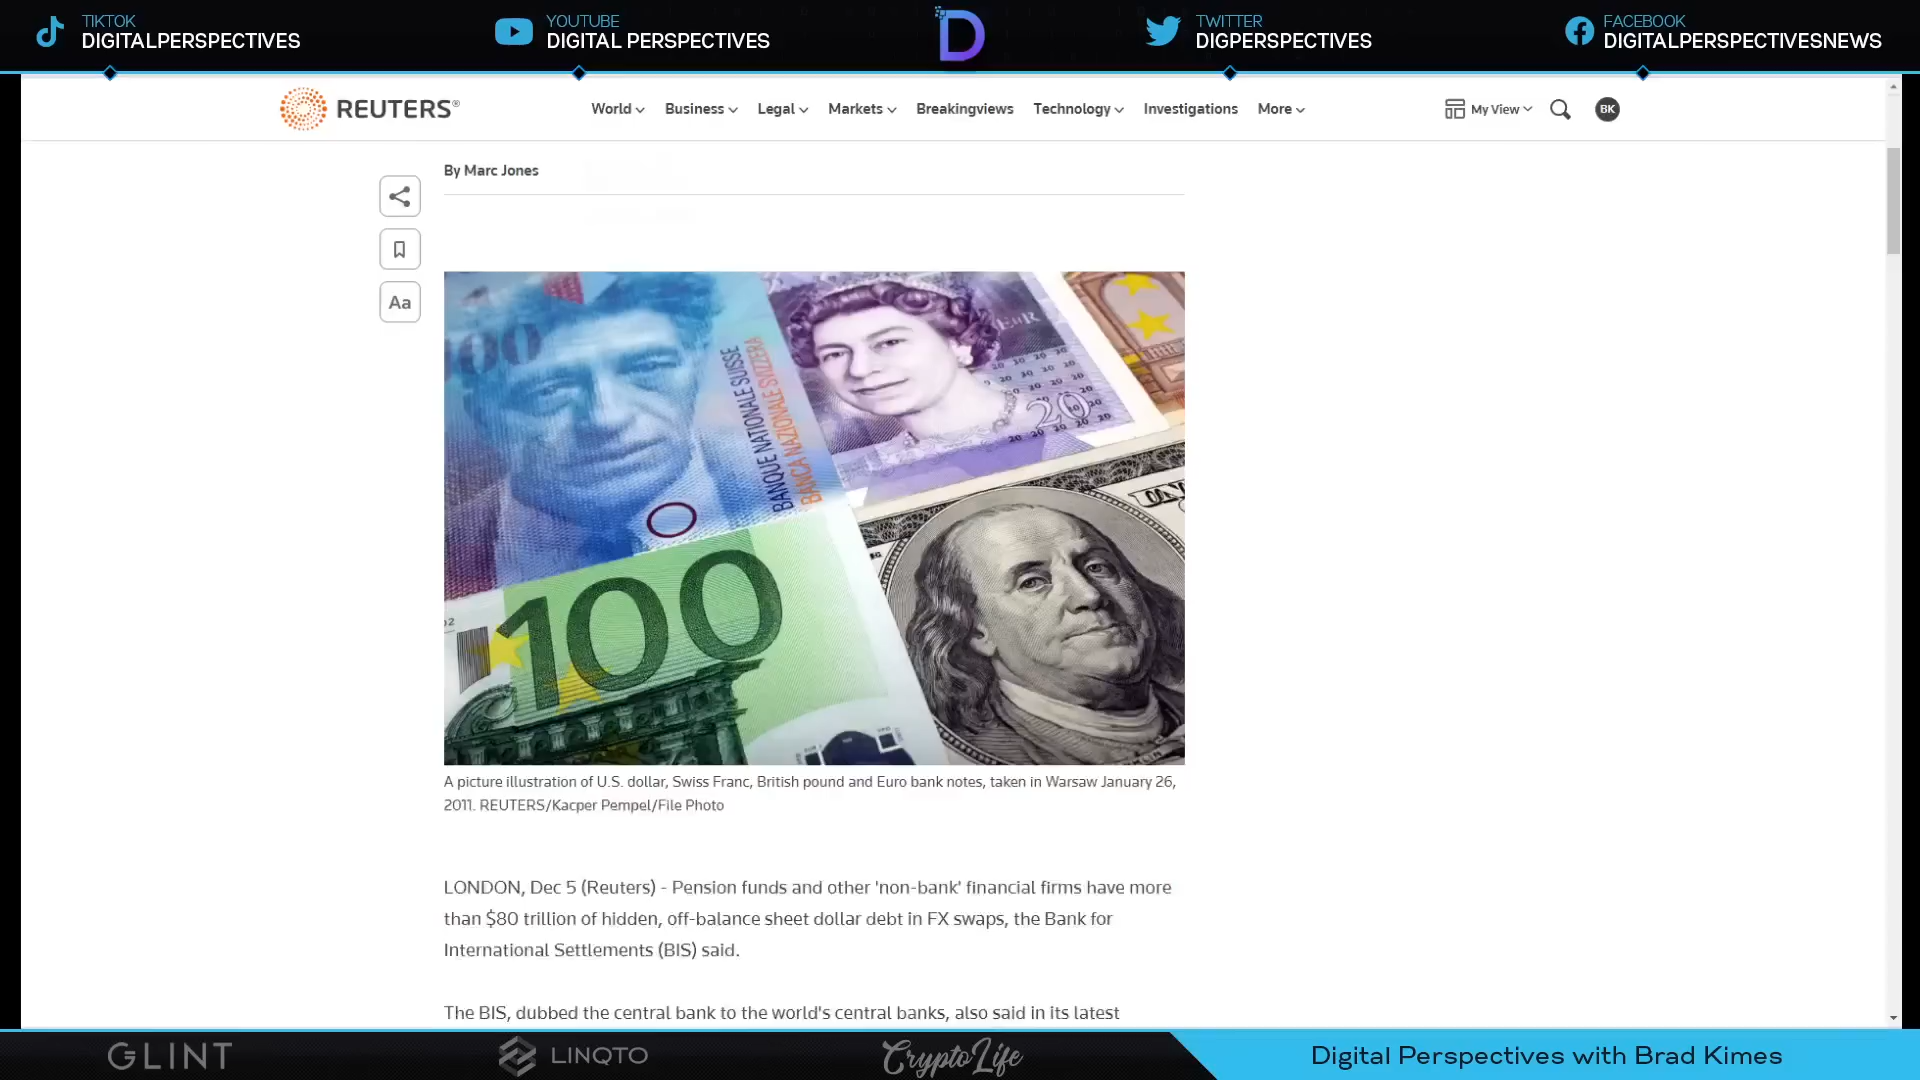 TIKTOK
DIGITALPERSPECTIVES
YOUTUBE
DIGITAL PERSPECTIVES
D
TWITTER
DIGPERSPECTIVES
FACEBOOK
DIGITALPERSPECTIVESNEWS
REUTERS®
World Business Legal Markets Breakingviews Technology Investigations More
My View
BK
By Marc Jones
Aa
100
BANQUE NATIONALE SUISSE
BANCA NAZIONALE SVIZZERA
EUR
20
100
A picture illustration of U.S. dollar, Swiss Franc, British pound and Euro bank notes, taken in Warsaw January 26,
2011. REUTERS/Kacper Pempel/File Photo
LONDON, Dec 5 (Reuters) - Pension funds and other 'non-bank' financial firms have more
than $80 trillion of hidden, off-balance sheet dollar debt in FX swaps, the Bank for
International Settlements (BIS) said.
The BIS, dubbed the central bank to the world's central banks, also said in its latest
GLINT
LINQTO
CryptoLife
Digital Perspectives with Brad Kimes